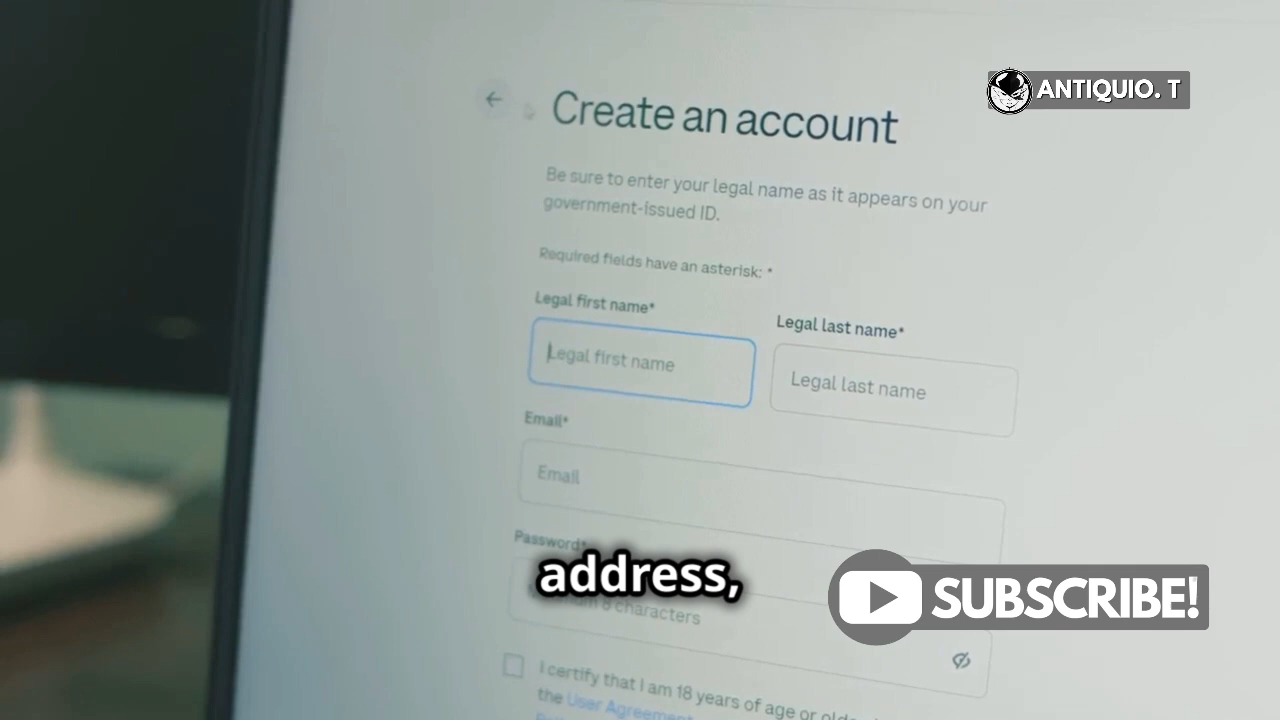 ANTIQUIO. T
Create an account
Be sure to enter your legal name as it appears on your
government-issued ID.
Required fields have an asterisk: *
Legal first name*
Legal last name*
Legal first name
Legal last name
Email*
Email
Password*
address,
characters
SUBSCRIBE!
I certify that I am 18 years of age or
the User Agreement